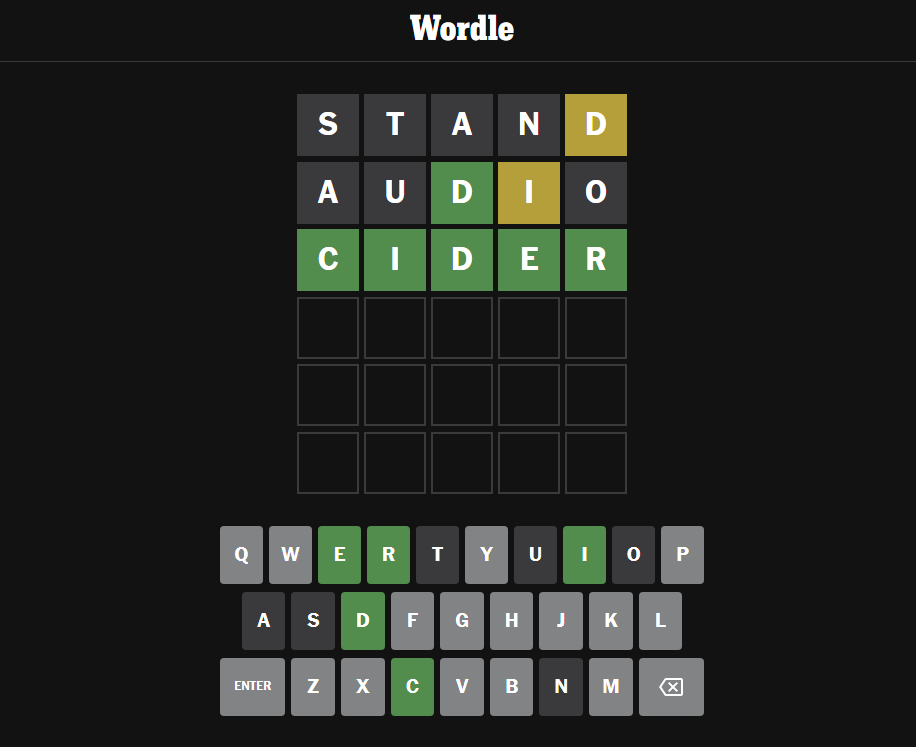 Wordle
S T A N D
A U D I O
C I D E R
Q W E R T Y U I O P
A S D F G H J K L
ENTER Z X C V B N M